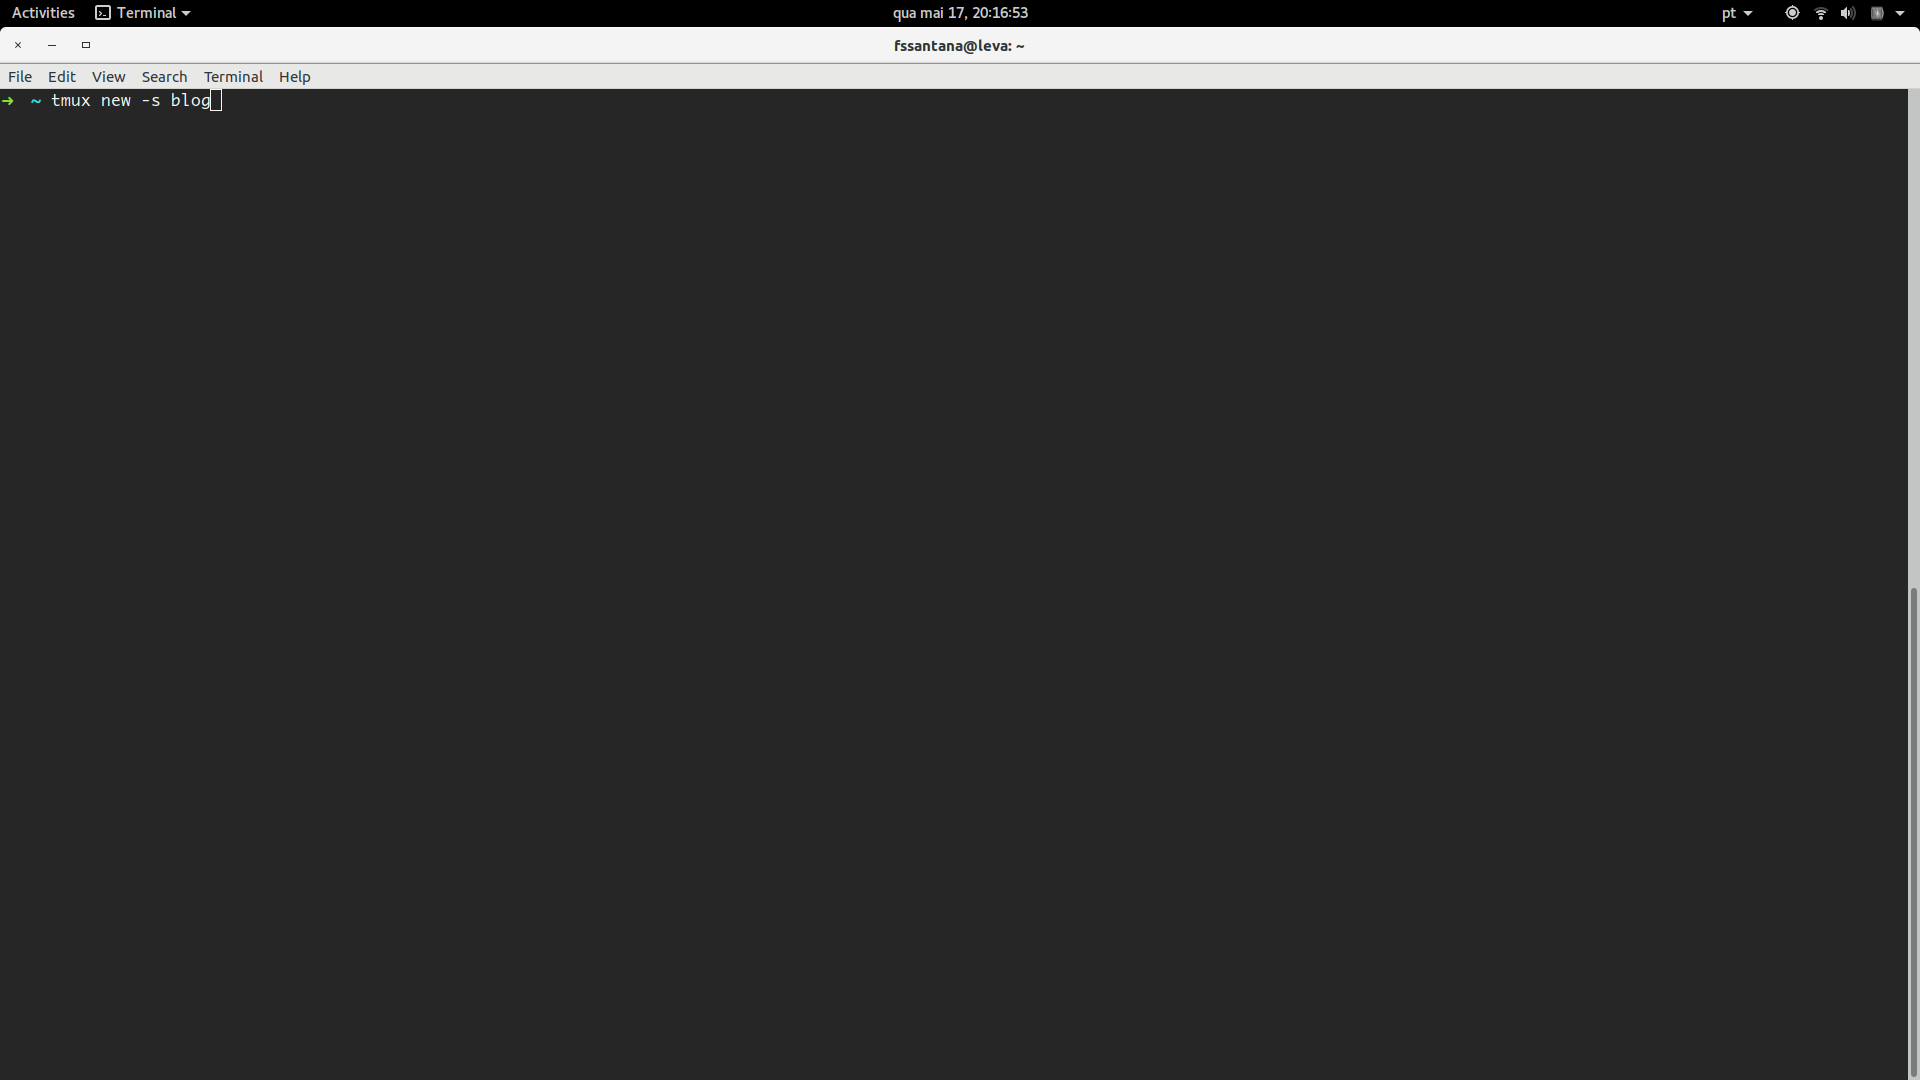 Activities Terminal qua mai 17, 20:16:53 pt
fssantana@leva: ~
File Edit View Search Terminal Help
➜ ~ tmux new -s blog